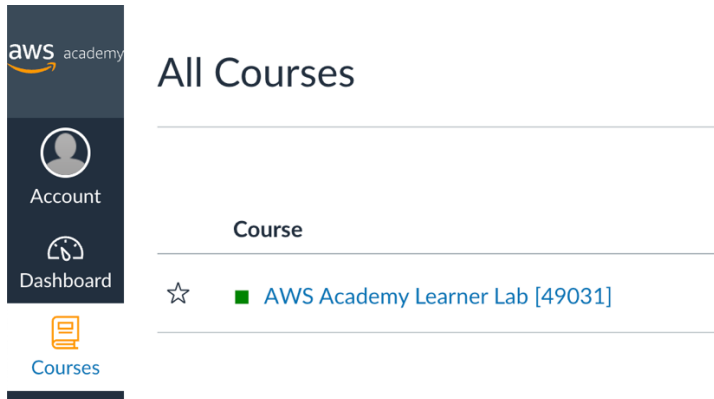 aws academy
All Courses
Account
Dashboard
Courses
Course
AWS Academy Learner Lab [49031]